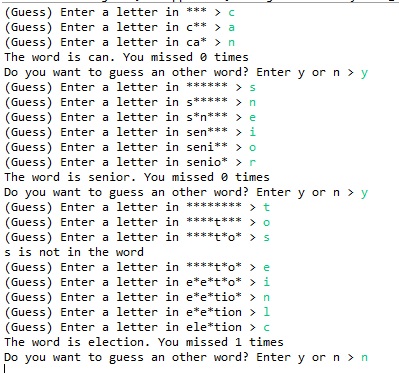 (Guess) Enter a letter in *** > c
(Guess) Enter a letter in c** > a
(Guess) Enter a letter in ca* > n
The word is can. You missed 0 times
Do you want to guess an other word? Enter y or n > y
(Guess) Enter a letter in ****** > s
(Guess) Enter a letter in s***** > n
(Guess) Enter a letter in s*n*** > e
(Guess) Enter a letter in sen*** > i
(Guess) Enter a letter in seni** > o
(Guess) Enter a letter in senio* > r
The word is senior. You missed 0 times
Do you want to guess an other word? Enter y or n > y
(Guess) Enter a letter in ******** > t
(Guess) Enter a letter in ****t*** > o
(Guess) Enter a letter in ****t*o* > s
s is not in the word
(Guess) Enter a letter in ****t*o* > e
(Guess) Enter a letter in e*e*t*o* > i
(Guess) Enter a letter in e*e*tio* > n
(Guess) Enter a letter in e*e*tion > l
(Guess) Enter a letter in ele*tion > c
The word is election. You missed 1 times
Do you want to guess an other word? Enter y or n > n